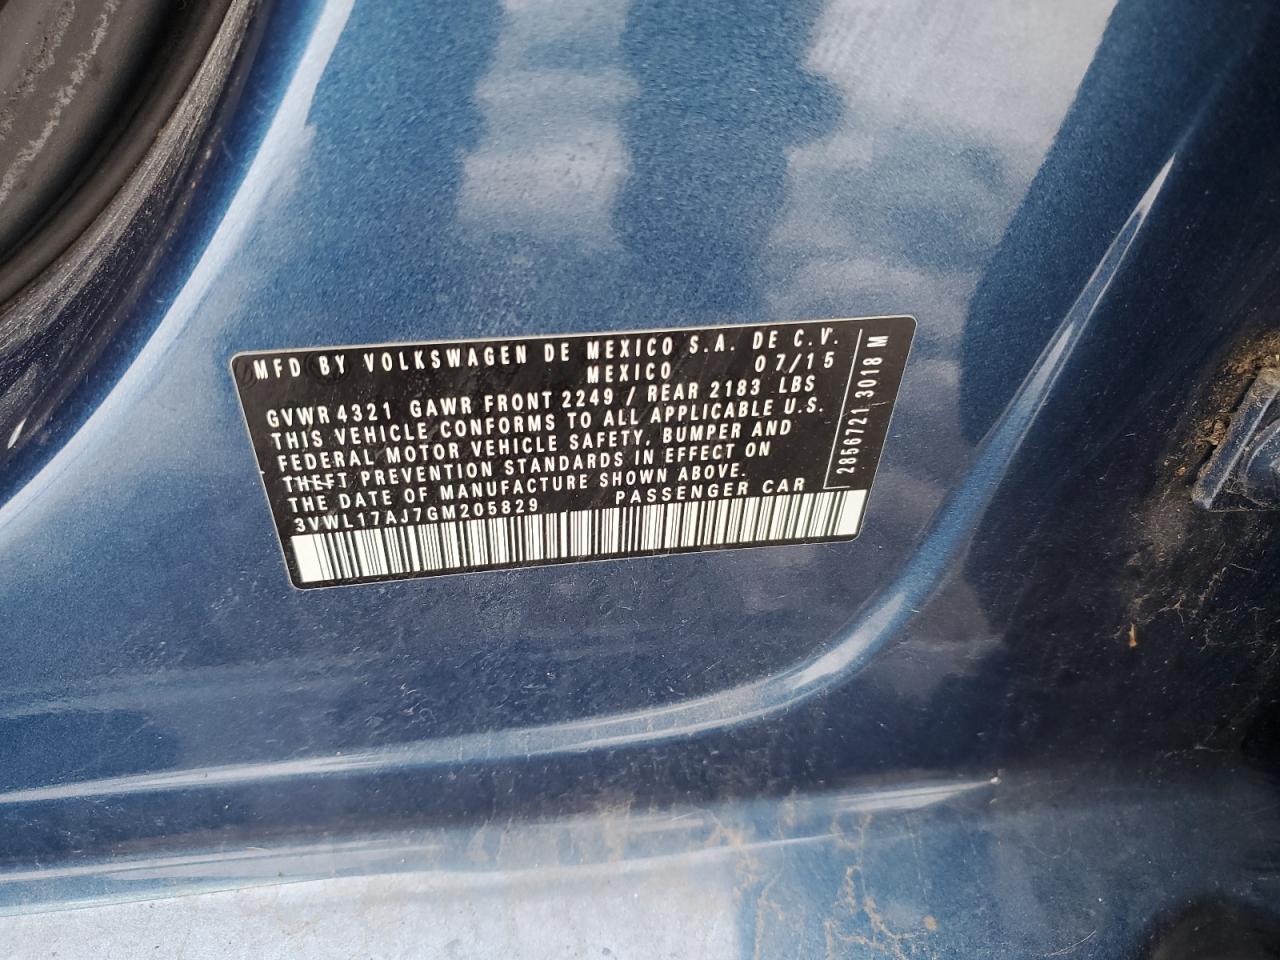 MFD BY VOLKSWAGEN DE MEXICO S.A. DE C.V.
MEXICO 07/15
GVWR 4321 GAWR FRONT 2249 / REAR 2183 LBS
THIS VEHICLE CONFORMS TO ALL APPLICABLE U.S.
FEDERAL MOTOR VEHICLE SAFETY, BUMPER AND
THEFT PREVENTION STANDARDS IN EFFECT ON
THE DATE OF MANUFACTURE SHOWN ABOVE.
3VWL17AJ7GM205829 PASSENGER CAR
2856721 3018 M